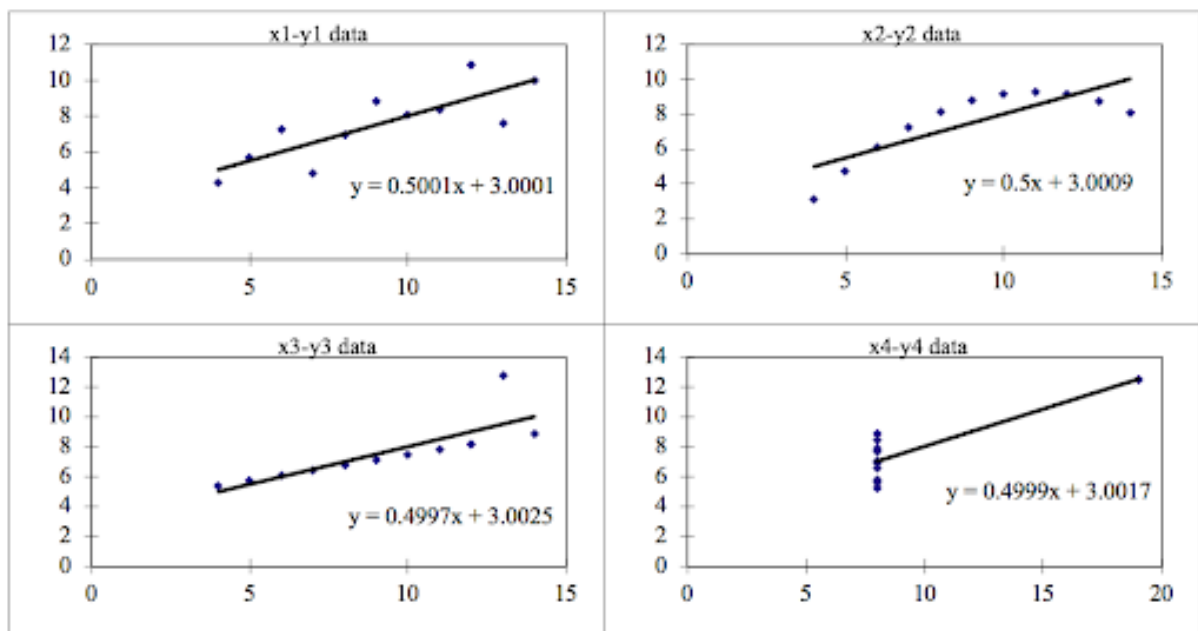 x1-y1 data
12
10
8
6
4
2
0
y = 0.5001x + 3.0001
0 5 10 15
x2-y2 data
12
10
8
6
4
2
0
y = 0.5x + 3.0009
0 5 10 15
x3-y3 data
14
12
10
8
6
4
2
0
y = 0.4997x + 3.0025
0 5 10 15
x4-y4 data
14
12
10
8
6
4
2
0
y = 0.4999x + 3.0017
0 5 10 15 20